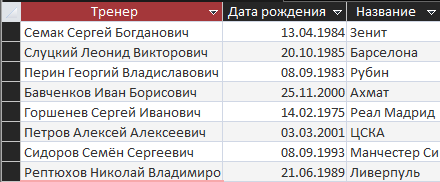 Тренер Дата рождения Название
Семак Сергей Богданович 13.04.1984 Зенит
Слуцкий Леонид Викторович 20.10.1985 Барселона
Перин Георгий Владиславович 08.09.1983 Рубин
Бавченков Иван Борисович 25.11.2000 Ахмат
Горшенев Сергей Иванович 14.02.1975 Реал Мадрид
Петров Алексей Алексеевич 03.03.2001 ЦСКА
Сидоров Семён Сергеевич 08.09.1993 Манчестер Си
Рептюхов Николай Владимиро 21.06.1989 Ливерпуль